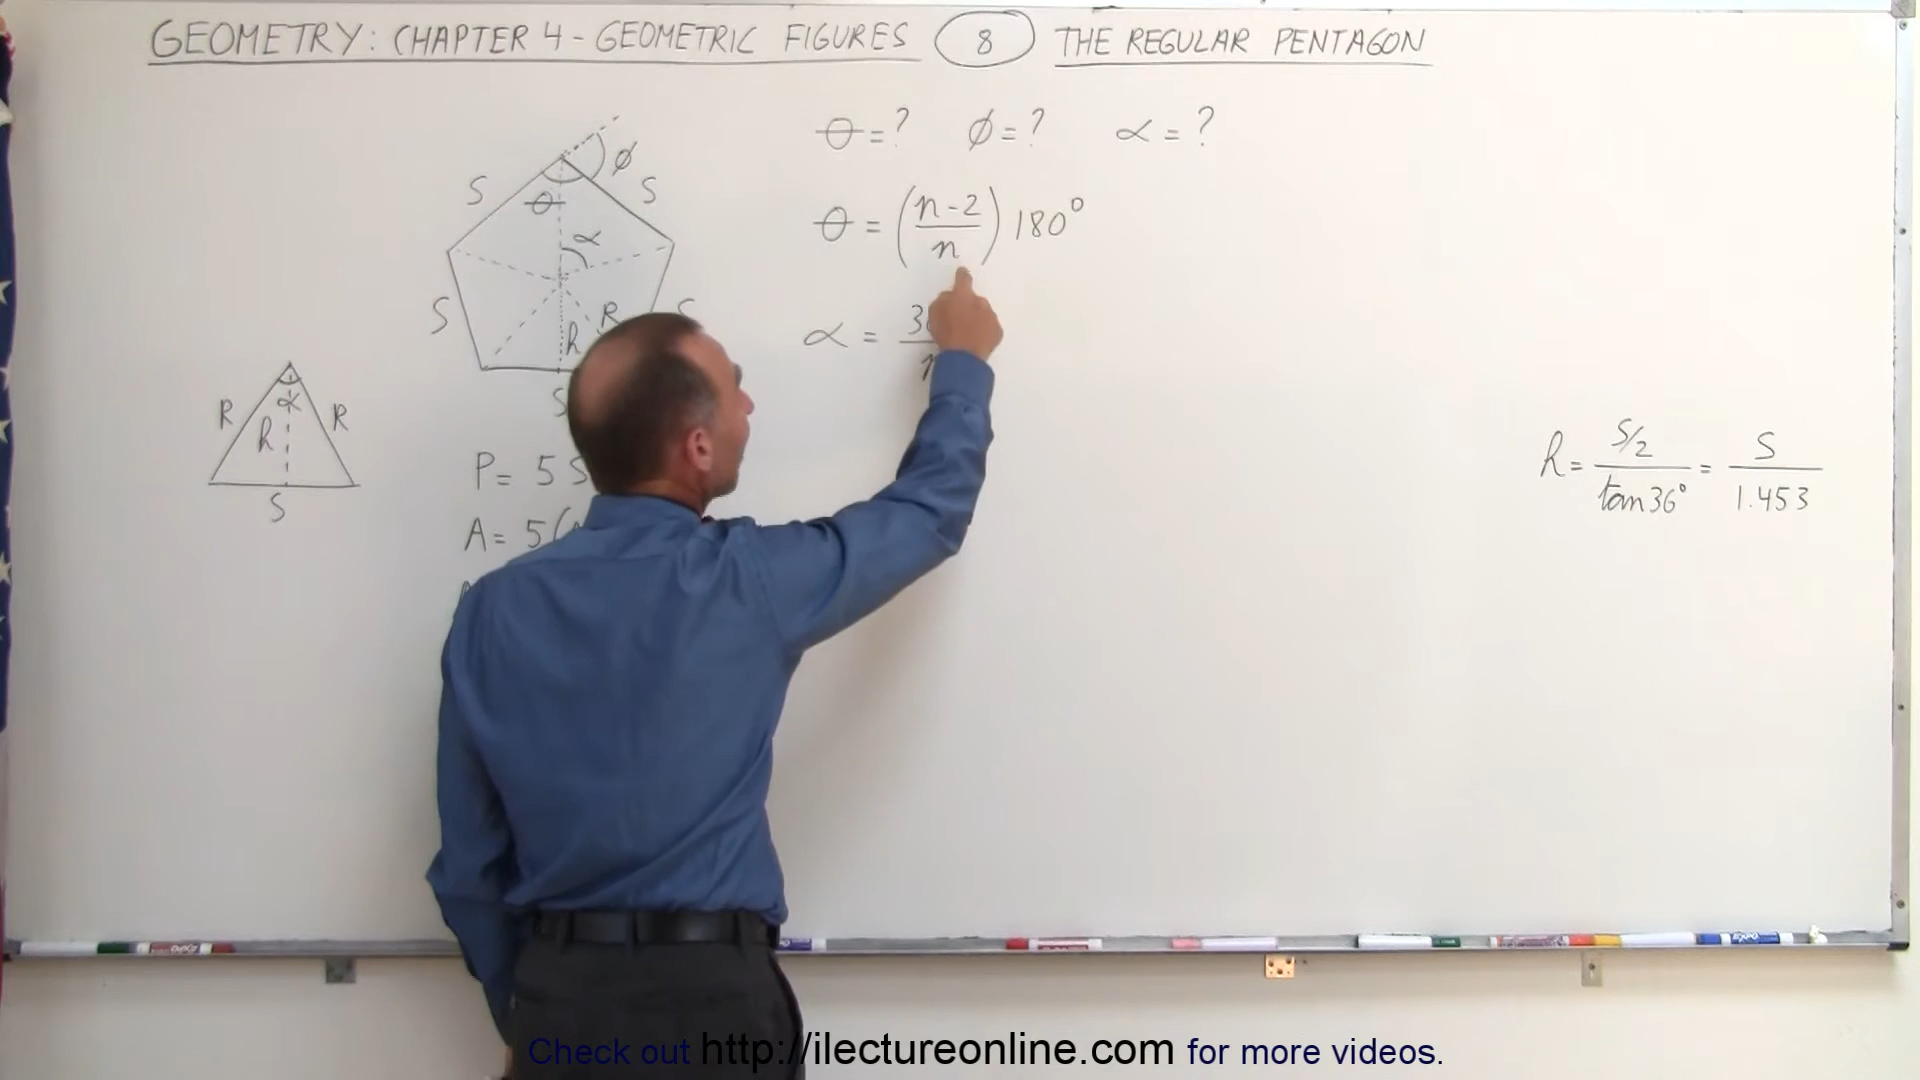 GEOMETRY: CHAPTER 4 - GEOMETRIC FIGURES 8 THE REGULAR PENTAGON
θ = ? ϕ = ? α = ?
ϕ
S S
θ
θ = (n-2/n) 180°
α
S S
R
h
α =
S
R α R
h
S
P = 5 S
A = 5 (
h = S/2 / tan 36° = S / 1.453
Check out http://ilectureonline.com for more videos.